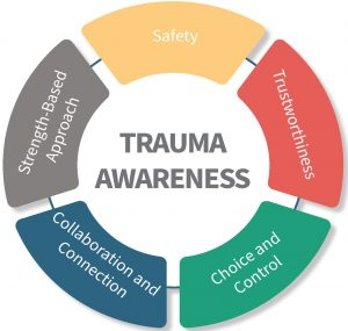 Safety
Trustworthiness
Choice and
Control
Collaboration and
Connection
Strength-Based
Approach
TRAUMA
AWARENESS